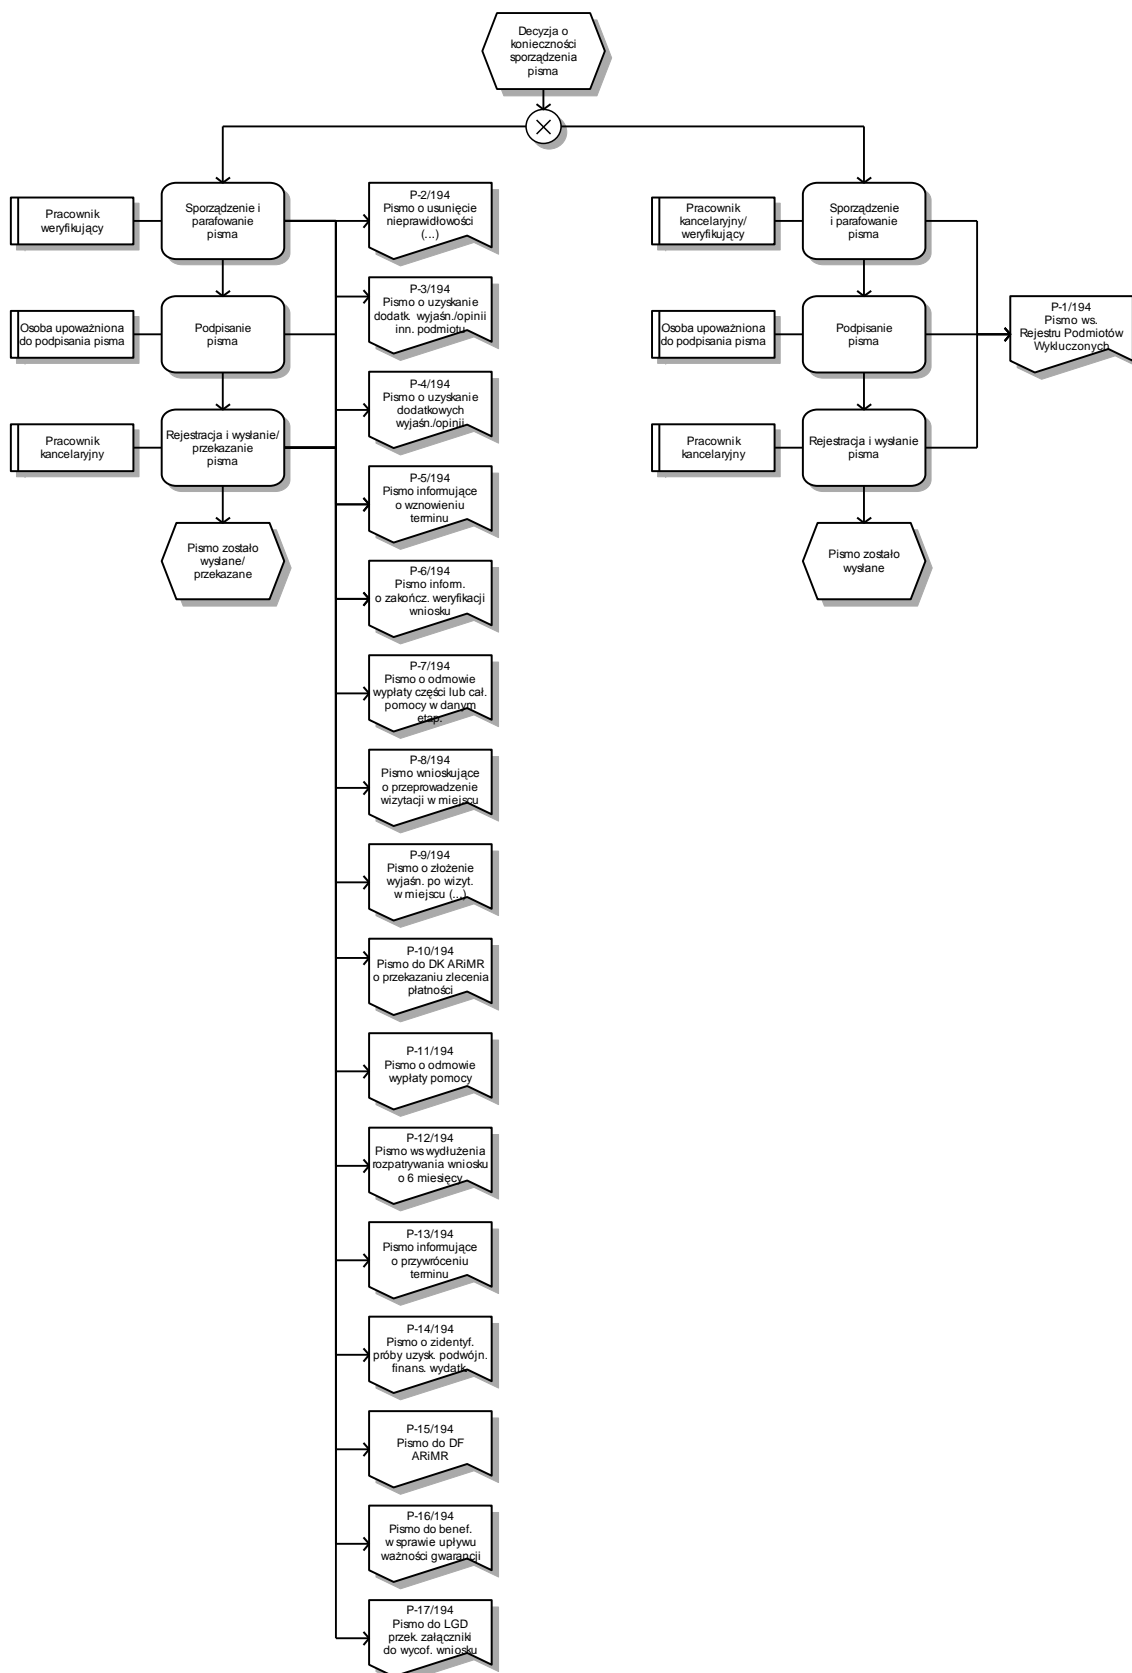 Decyzja o
konieczności
sporządzenia
pisma
Pracownik
weryfikujący
Sporządzenie i
parafowanie
pisma
Osoba upoważniona
do podpisania pisma
Podpisanie
pisma
Pracownik
kancelaryjny
Rejestracja i wysłanie/
przekazanie
pisma
Pismo zostało
wysłane/
przekazane
P-2/194
Pismo o usunięcie
nieprawidłowości
(...)
P-3/194
Pismo o uzyskanie
dodatk. wyjaśn./opinii
inn. podmiotu
P-4/194
Pismo o uzyskanie
dodatkowych
wyjaśn./opinii
P-5/194
Pismo informujące
o wznowieniu
terminu
P-6/194
Pismo inform.
o zakończ. weryfikacji
wniosku
P-7/194
Pismo o odmowie
wypłaty części lub cał.
pomocy w danym
etap.
P-8/194
Pismo wnioskujące
o przeprowadzenie
wizytacji w miejscu
P-9/194
Pismo o złożenie
wyjaśn. po wizyt.
w miejscu (...)
P-10/194
Pismo do DK ARiMR
o przekazaniu zlecenia
płatności
P-11/194
Pismo o odmowie
wypłaty pomocy
P-12/194
Pismo ws wydłużenia
rozpatrywania wniosku
o 6 miesięcy
P-13/194
Pismo informujące
o przywróceniu
terminu
P-14/194
Pismo o zidentyf.
próby uzysk. podwójn.
finans. wydatk.
P-15/194
Pismo do DF
ARiMR
P-16/194
Pismo do benef.
w sprawie upływu
ważności gwarancji
P-17/194
Pismo do LGD
przek. załączniki
do wycof. wniosku
Pracownik
kancelaryjny/
weryfikujący
Sporządzenie
i parafowanie
pisma
Osoba upoważniona
do podpisania pisma
Podpisanie
pisma
Pracownik
kancelaryjny
Rejestracja i wysłanie
pisma
Pismo zostało
wysłane
P-1/194
Pismo ws.
Rejestru Podmiotów
Wykluczonych